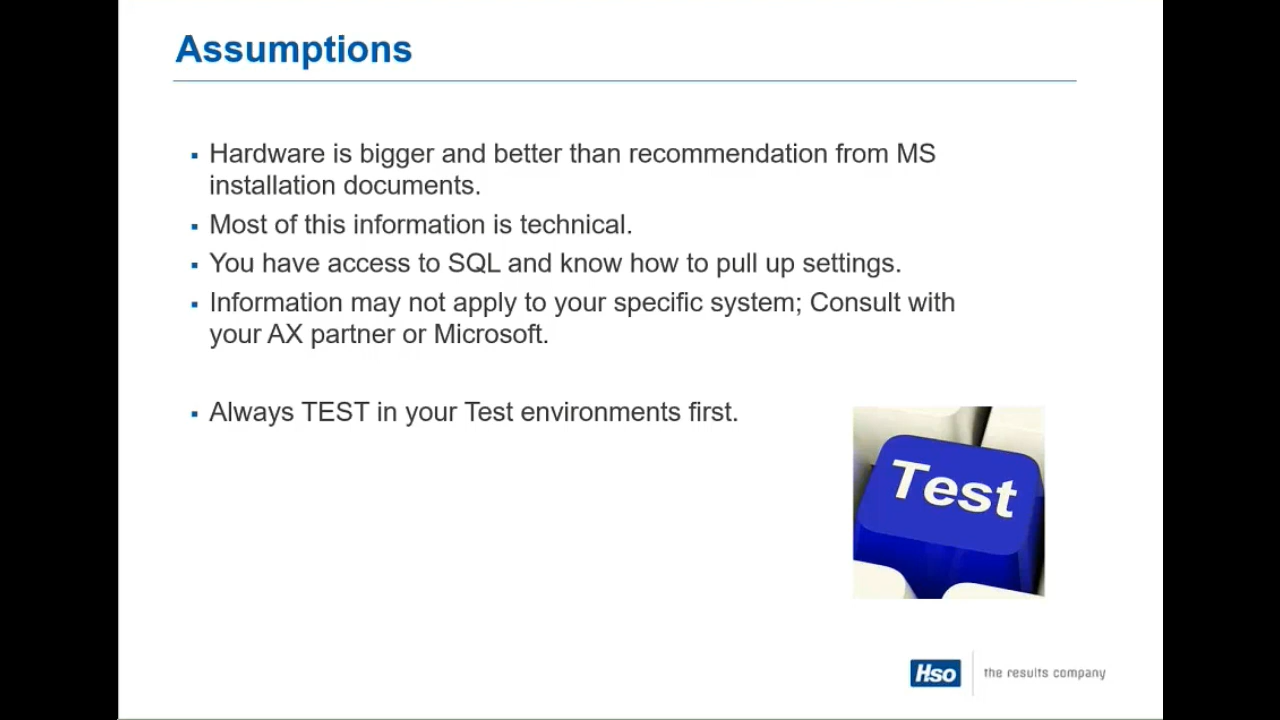 Assumptions
▪ Hardware is bigger and better than recommendation from MS
installation documents.
▪ Most of this information is technical.
▪ You have access to SQL and know how to pull up settings.
▪ Information may not apply to your specific system; Consult with
your AX partner or Microsoft.
▪ Always TEST in your Test environments first.
Test
Hso
the results company